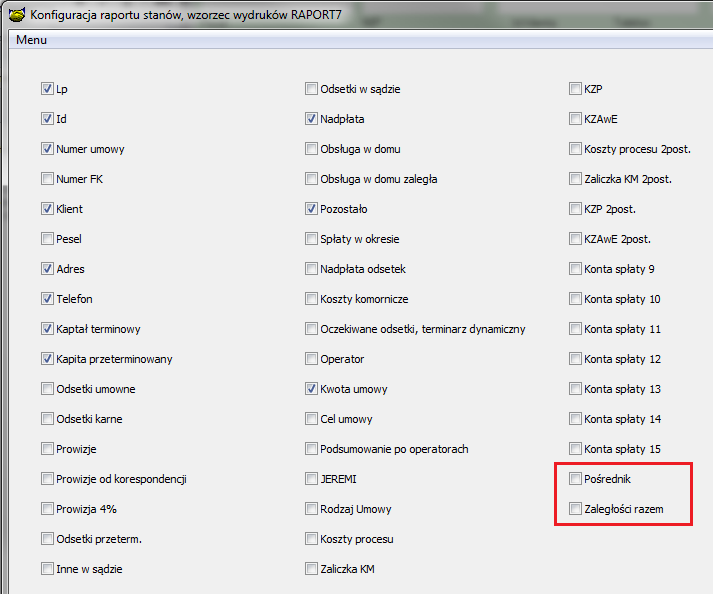 Konfiguracja raportu stanów, wzorzec wydruków RAPORT7
Menu
Lp
Id
Numer umowy
Numer FK
Klient
Pesel
Adres
Telefon
Kaptał terminowy
Kapita przeterminowany
Odsetki umowne
Odsetki karne
Prowizje
Prowizje od korespondencji
Prowizja 4%
Odsetki przeterm.
Inne w sądzie
Odsetki w sądzie
Nadpłata
Obsługa w domu
Obsługa w domu zaległa
Pozostało
Spłaty w okresie
Nadpłata odsetek
Koszty komornicze
Oczekiwane odsetki, terminarz dynamiczny
Operator
Kwota umowy
Cel umowy
Podsumowanie po operatorach
JEREMI
Rodzaj Umowy
Koszty procesu
Zaliczka KM
KZP
KZAwE
Koszty procesu 2post.
Zaliczka KM 2post.
KZP 2post.
KZAwE 2post.
Konta spłaty 9
Konta spłaty 10
Konta spłaty 11
Konta spłaty 12
Konta spłaty 13
Konta spłaty 14
Konta spłaty 15
Pośrednik
Zaległości razem